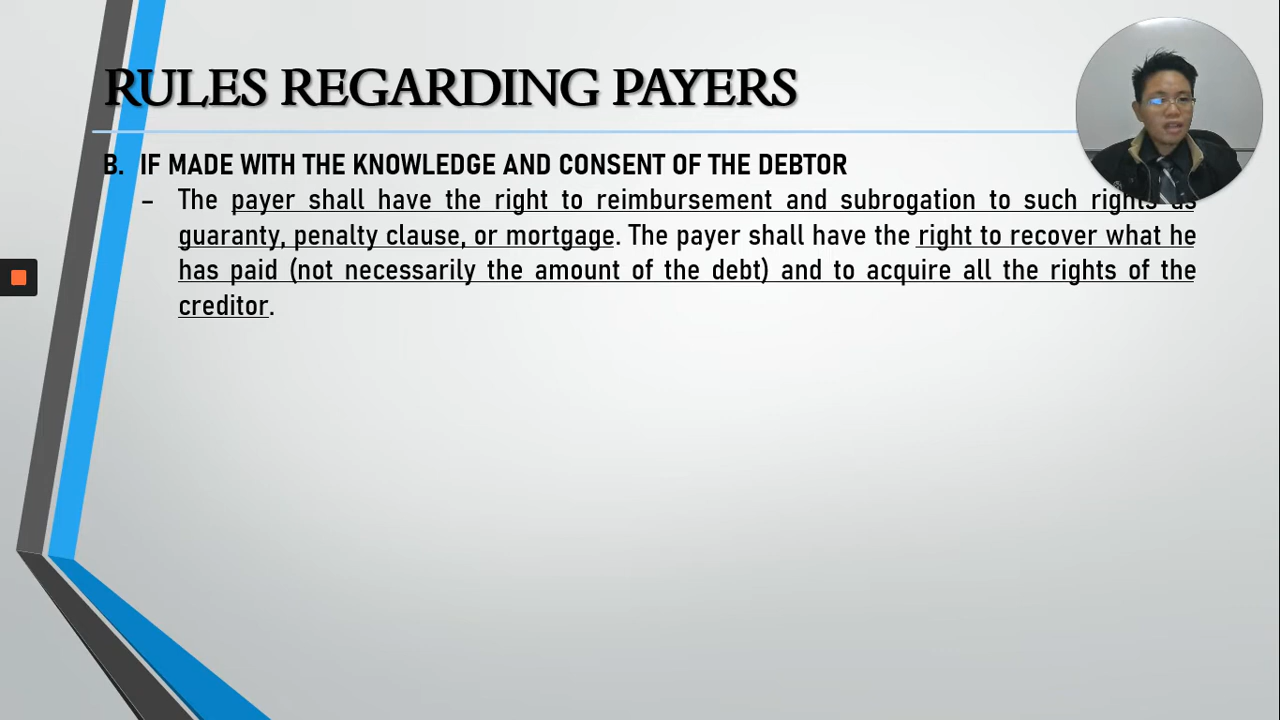 RULES REGARDING PAYERS
B. IF MADE WITH THE KNOWLEDGE AND CONSENT OF THE DEBTOR
– The payer shall have the right to reimbursement and subrogation to such rights as
guaranty, penalty clause, or mortgage. The payer shall have the right to recover what he
has paid (not necessarily the amount of the debt) and to acquire all the rights of the
creditor.